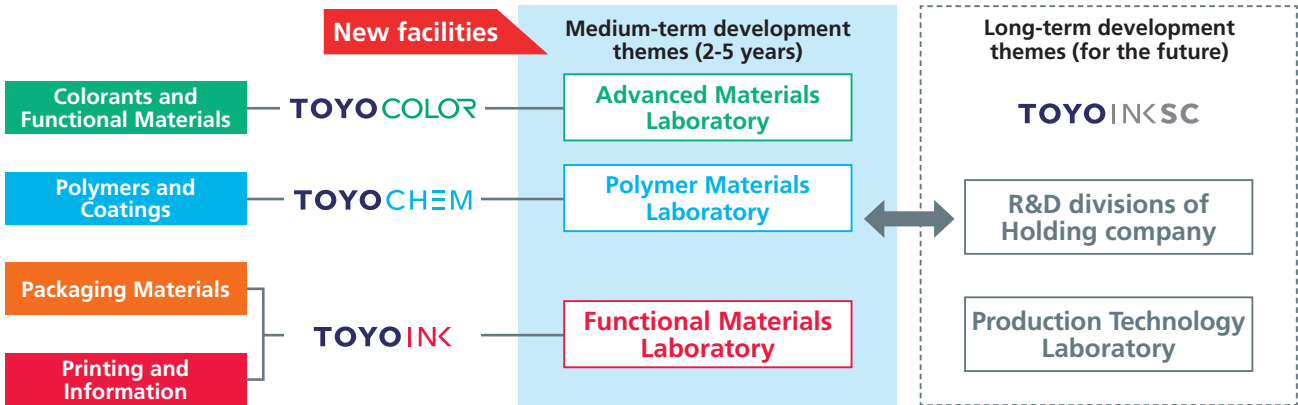 New facilities
Medium-term development
themes (2-5 years)
Long-term development
themes (for the future)
Colorants and
Functional Materials
TOYOCOLOR
Advanced Materials
Laboratory
TOYOINKSC
Polymers and
Coatings
TOYOCHEM
Polymer Materials
Laboratory
R&D divisions of
Holding company
Packaging Materials
Printing and
Information
TOYOINK
Functional Materials
Laboratory
Production Technology
Laboratory